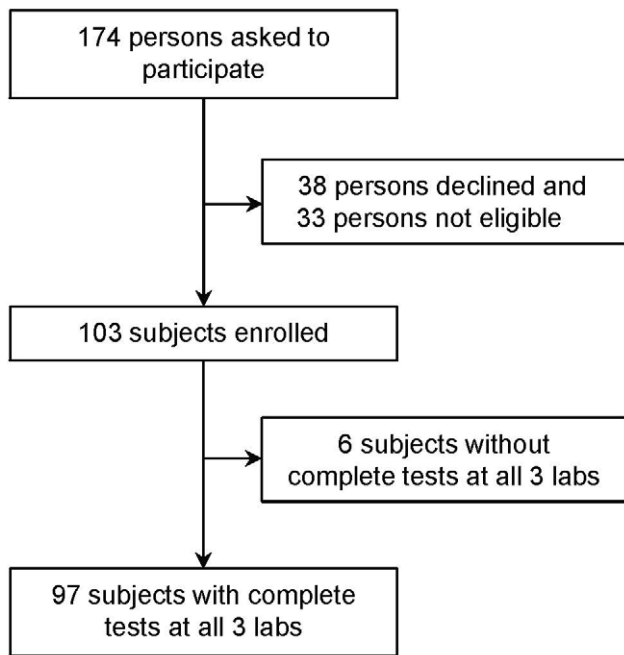 174 persons asked to
participate
38 persons declined and
33 persons not eligible
103 subjects enrolled
6 subjects without
complete tests at all 3 labs
97 subjects with complete
tests at all 3 labs